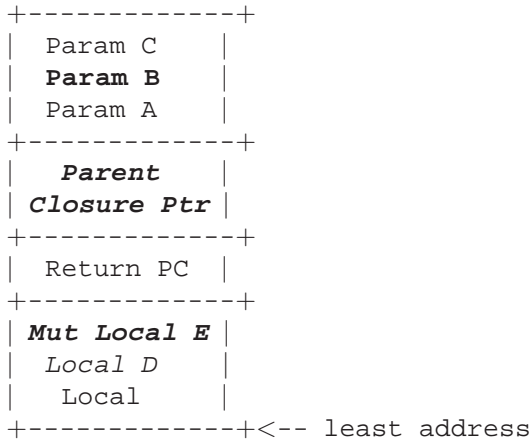 +-------------+
|  Param C    |
|  Param B    |
|  Param A    |
+-------------+
|   Parent    |
| Closure Ptr |
+-------------+
|  Return PC  |
+-------------+
| Mut Local E |
|  Local D    |
|   Local     |
+-------------+<-- least address